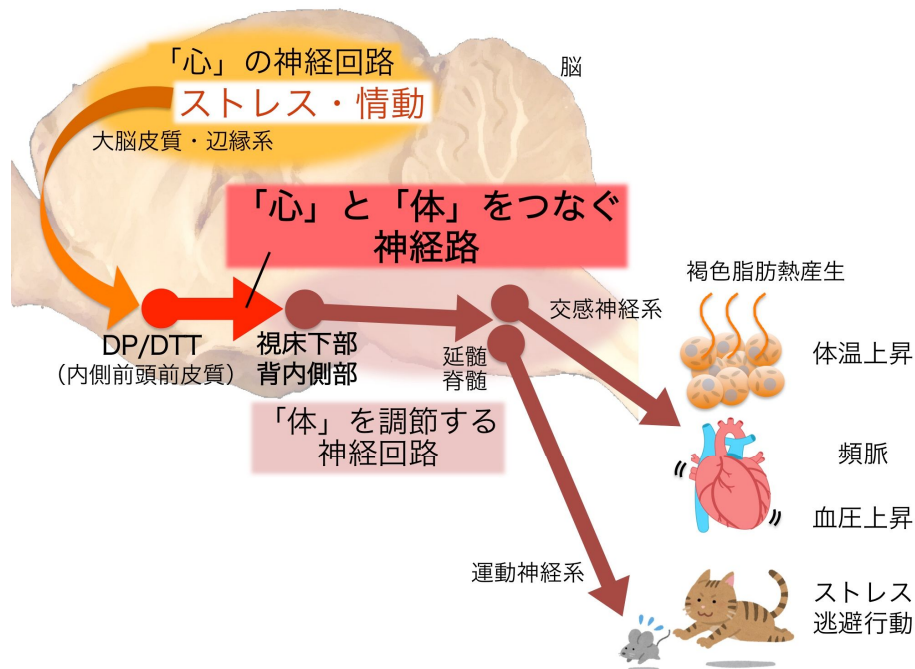 「心」の神経回路
ストレス・情動
大脳皮質・辺縁系
脳
「心」と「体」をつなぐ
神経路
DP/DTT
（内側前頭前皮質）
視床下部
背内側部
延髄
脊髄
「体」を調節する
神経回路
交感神経系
運動神経系
褐色脂肪熱産生
体温上昇
頻脈
血圧上昇
ストレス
逃避行動